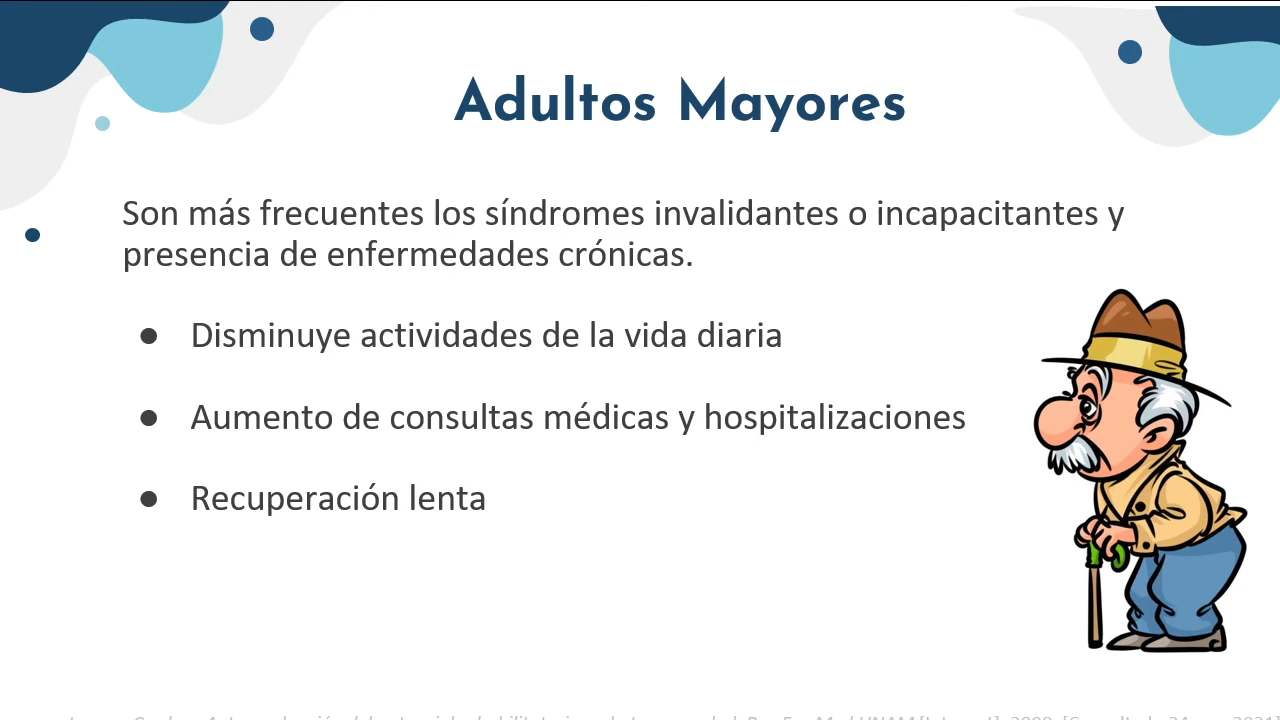 Adultos Mayores
Son más frecuentes los síndromes invalidantes o incapacitantes y
presencia de enfermedades crónicas.
● Disminuye actividades de la vida diaria
● Aumento de consultas médicas y hospitalizaciones
● Recuperación lenta